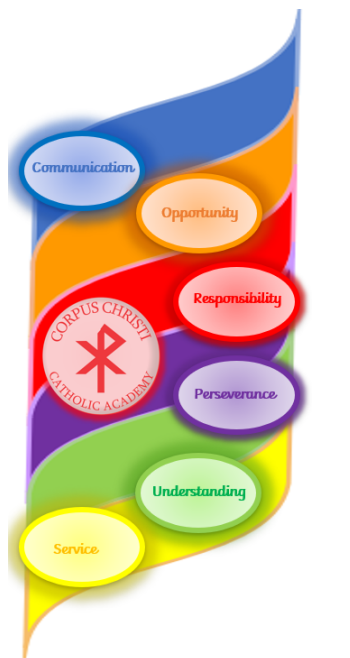 Communication
Opportunity
Responsibility
CORPUS CHRISTI
CATHOLIC ACADEMY
Perseverance
Understanding
Service